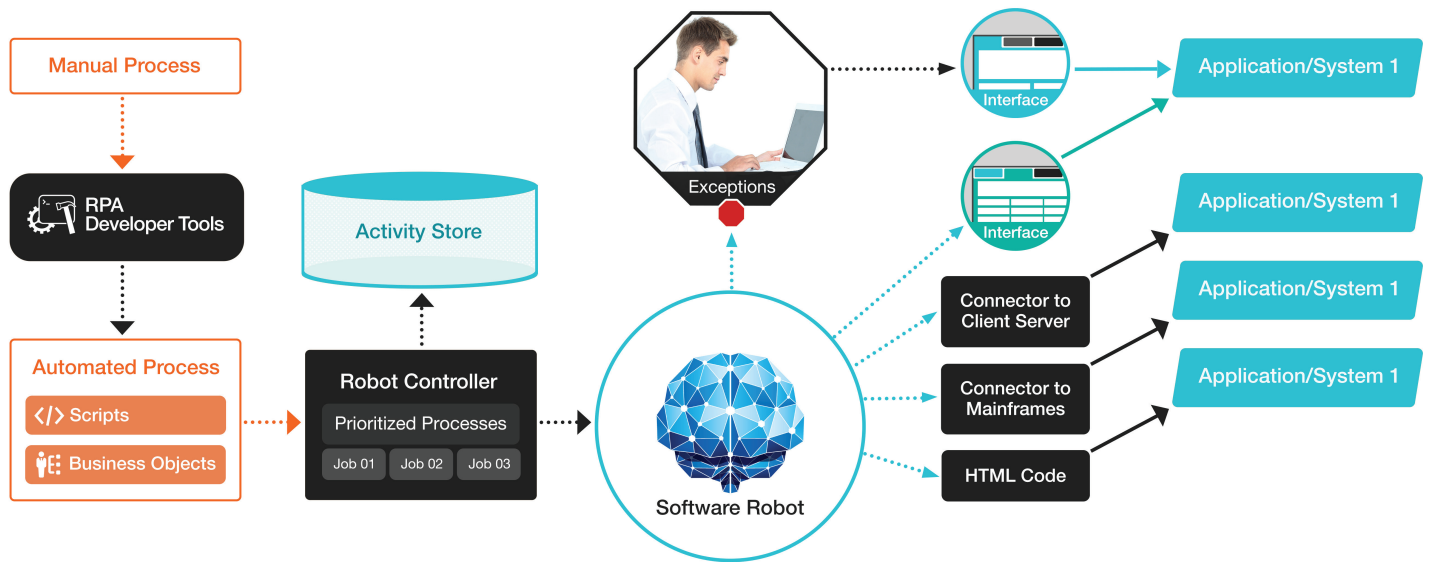 Manual Process
RPA
Developer Tools
Automated Process
</> Scripts
Business Objects
Activity Store
Robot Controller
Prioritized Processes
Job 01
Job 02
Job 03
Exceptions
Software Robot
Interface
Interface
Connector to
Client Server
Connector to
Mainframes
HTML Code
Application/System 1
Application/System 1
Application/System 1
Application/System 1